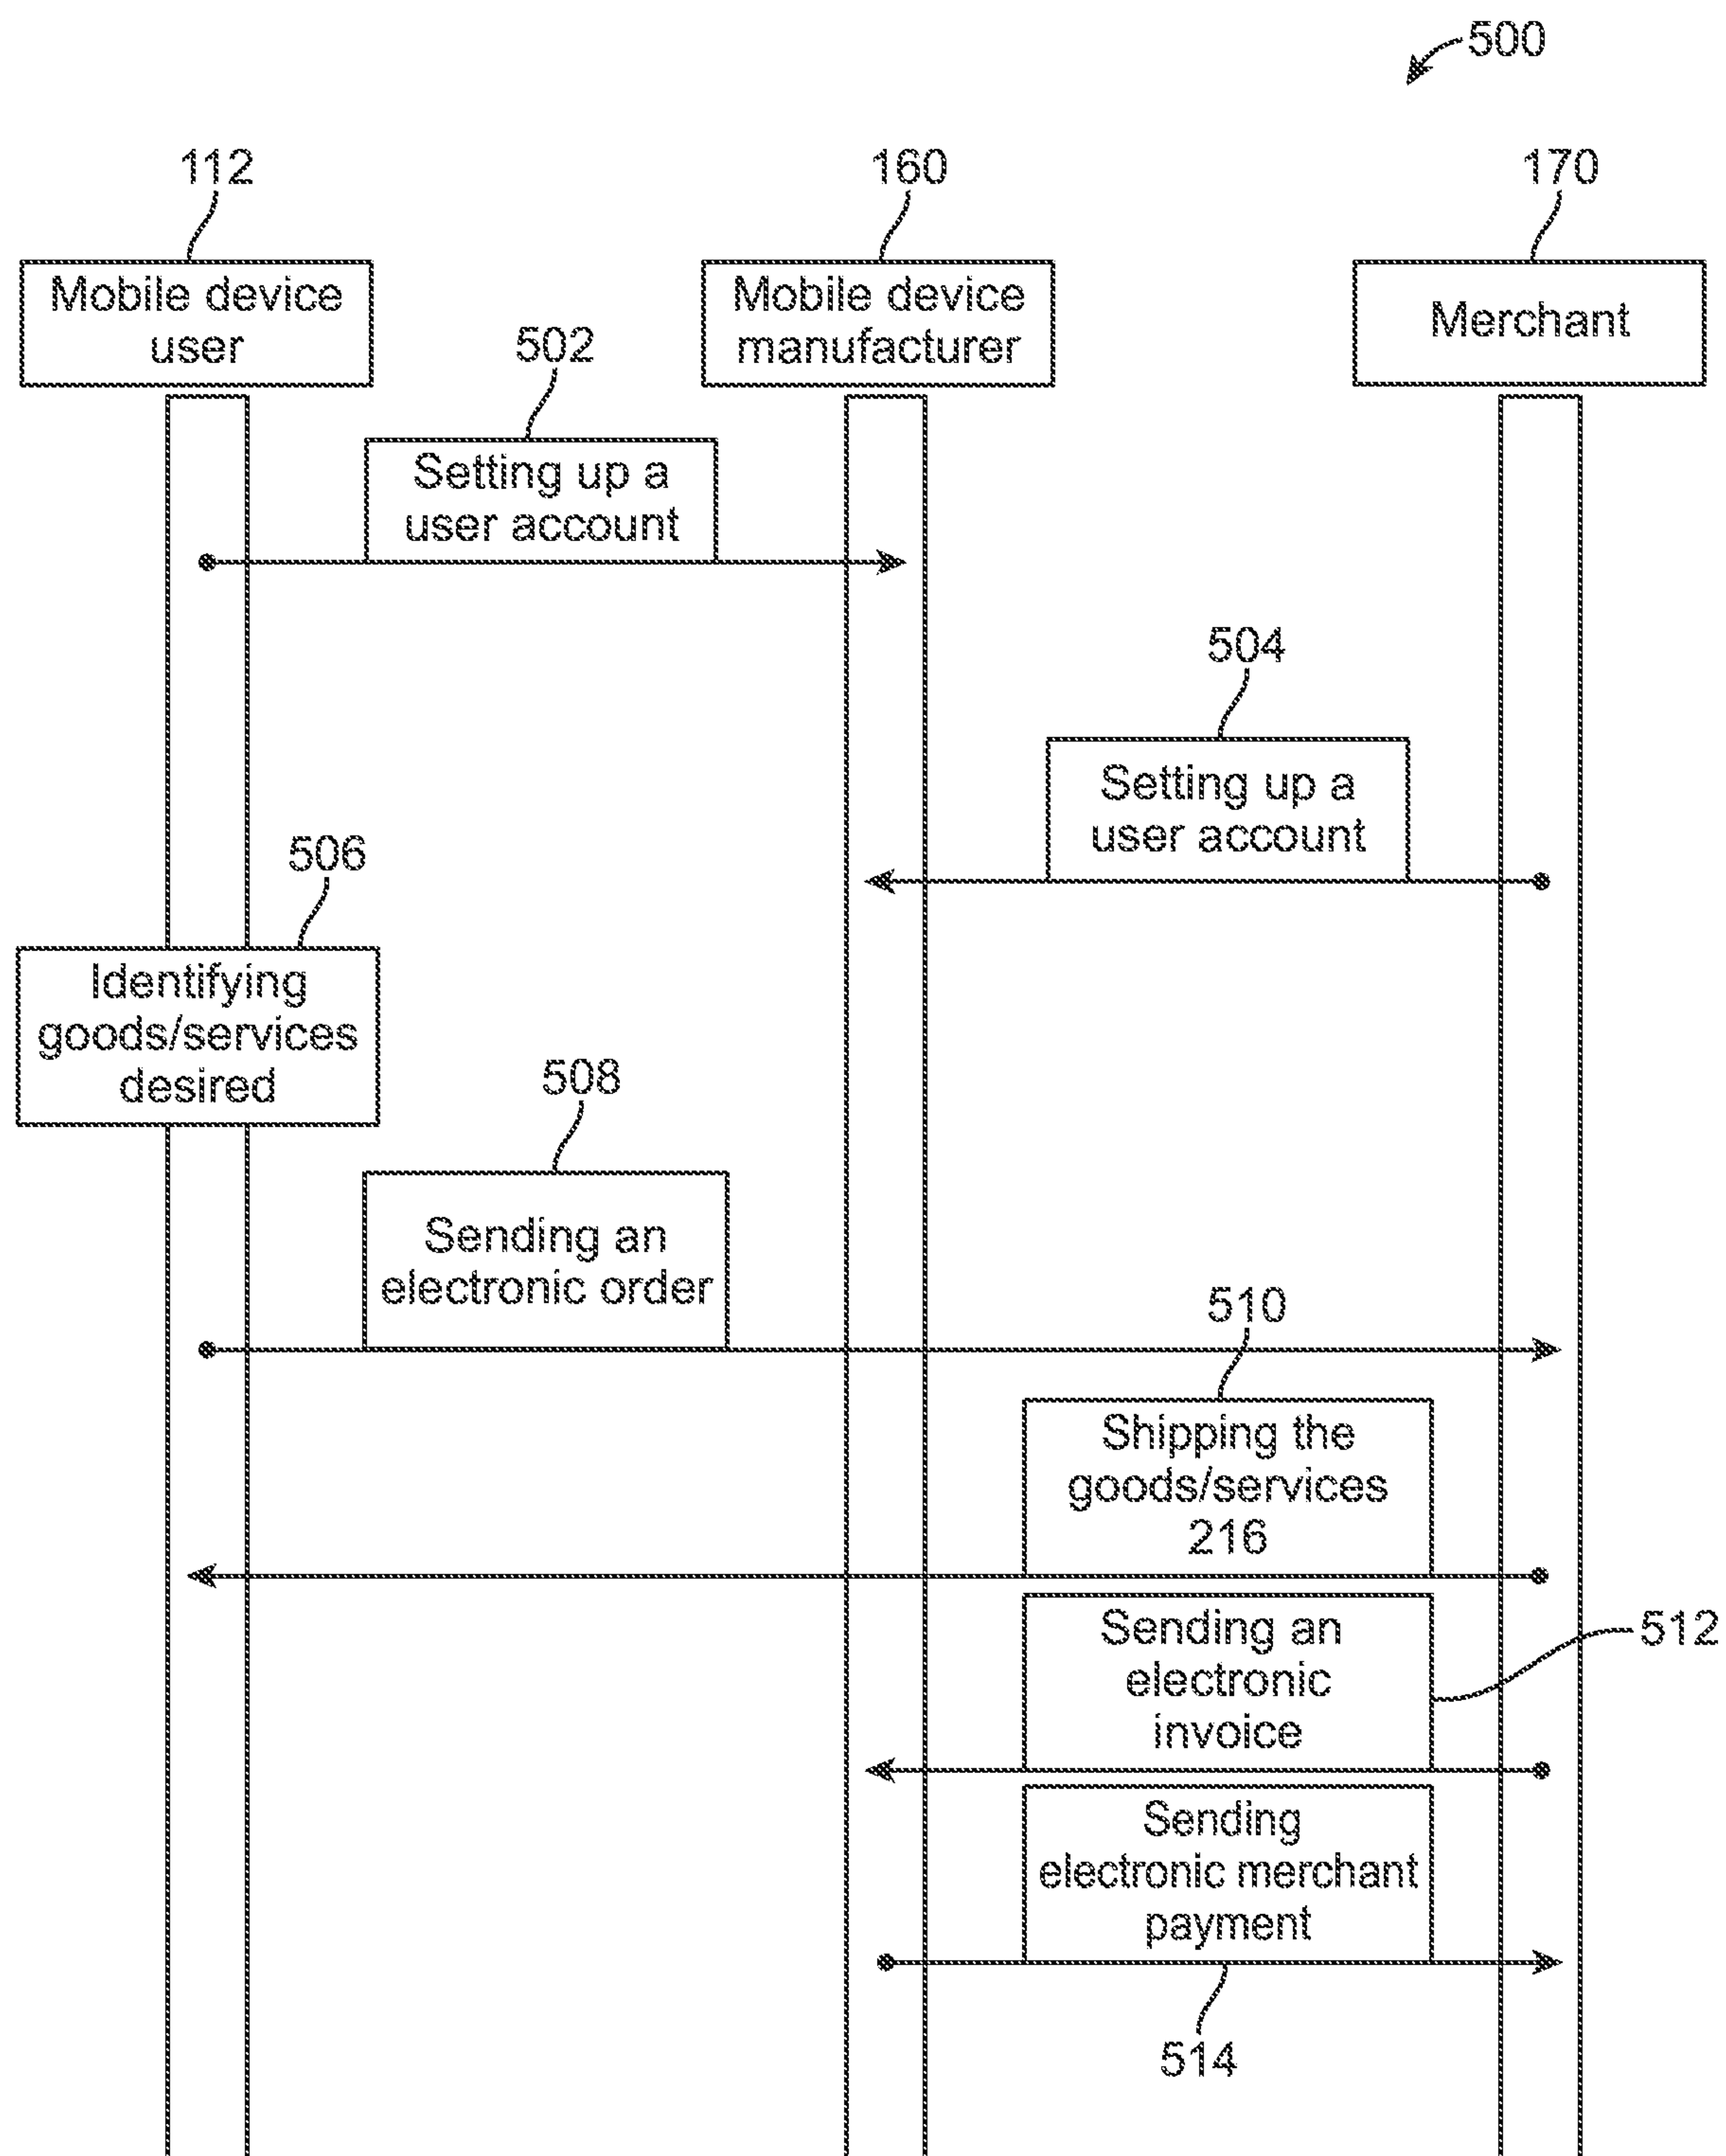 500
112
160
170
Mobile device
user
Mobile device
manufacturer
Merchant
502
Setting up a
user account
504
Setting up a
user account
506
Identifying
goods/services
desired
508
Sending an
electronic order
510
Shipping the
goods/services
216
Sending an
electronic
invoice
512
Sending
electronic merchant
payment
514